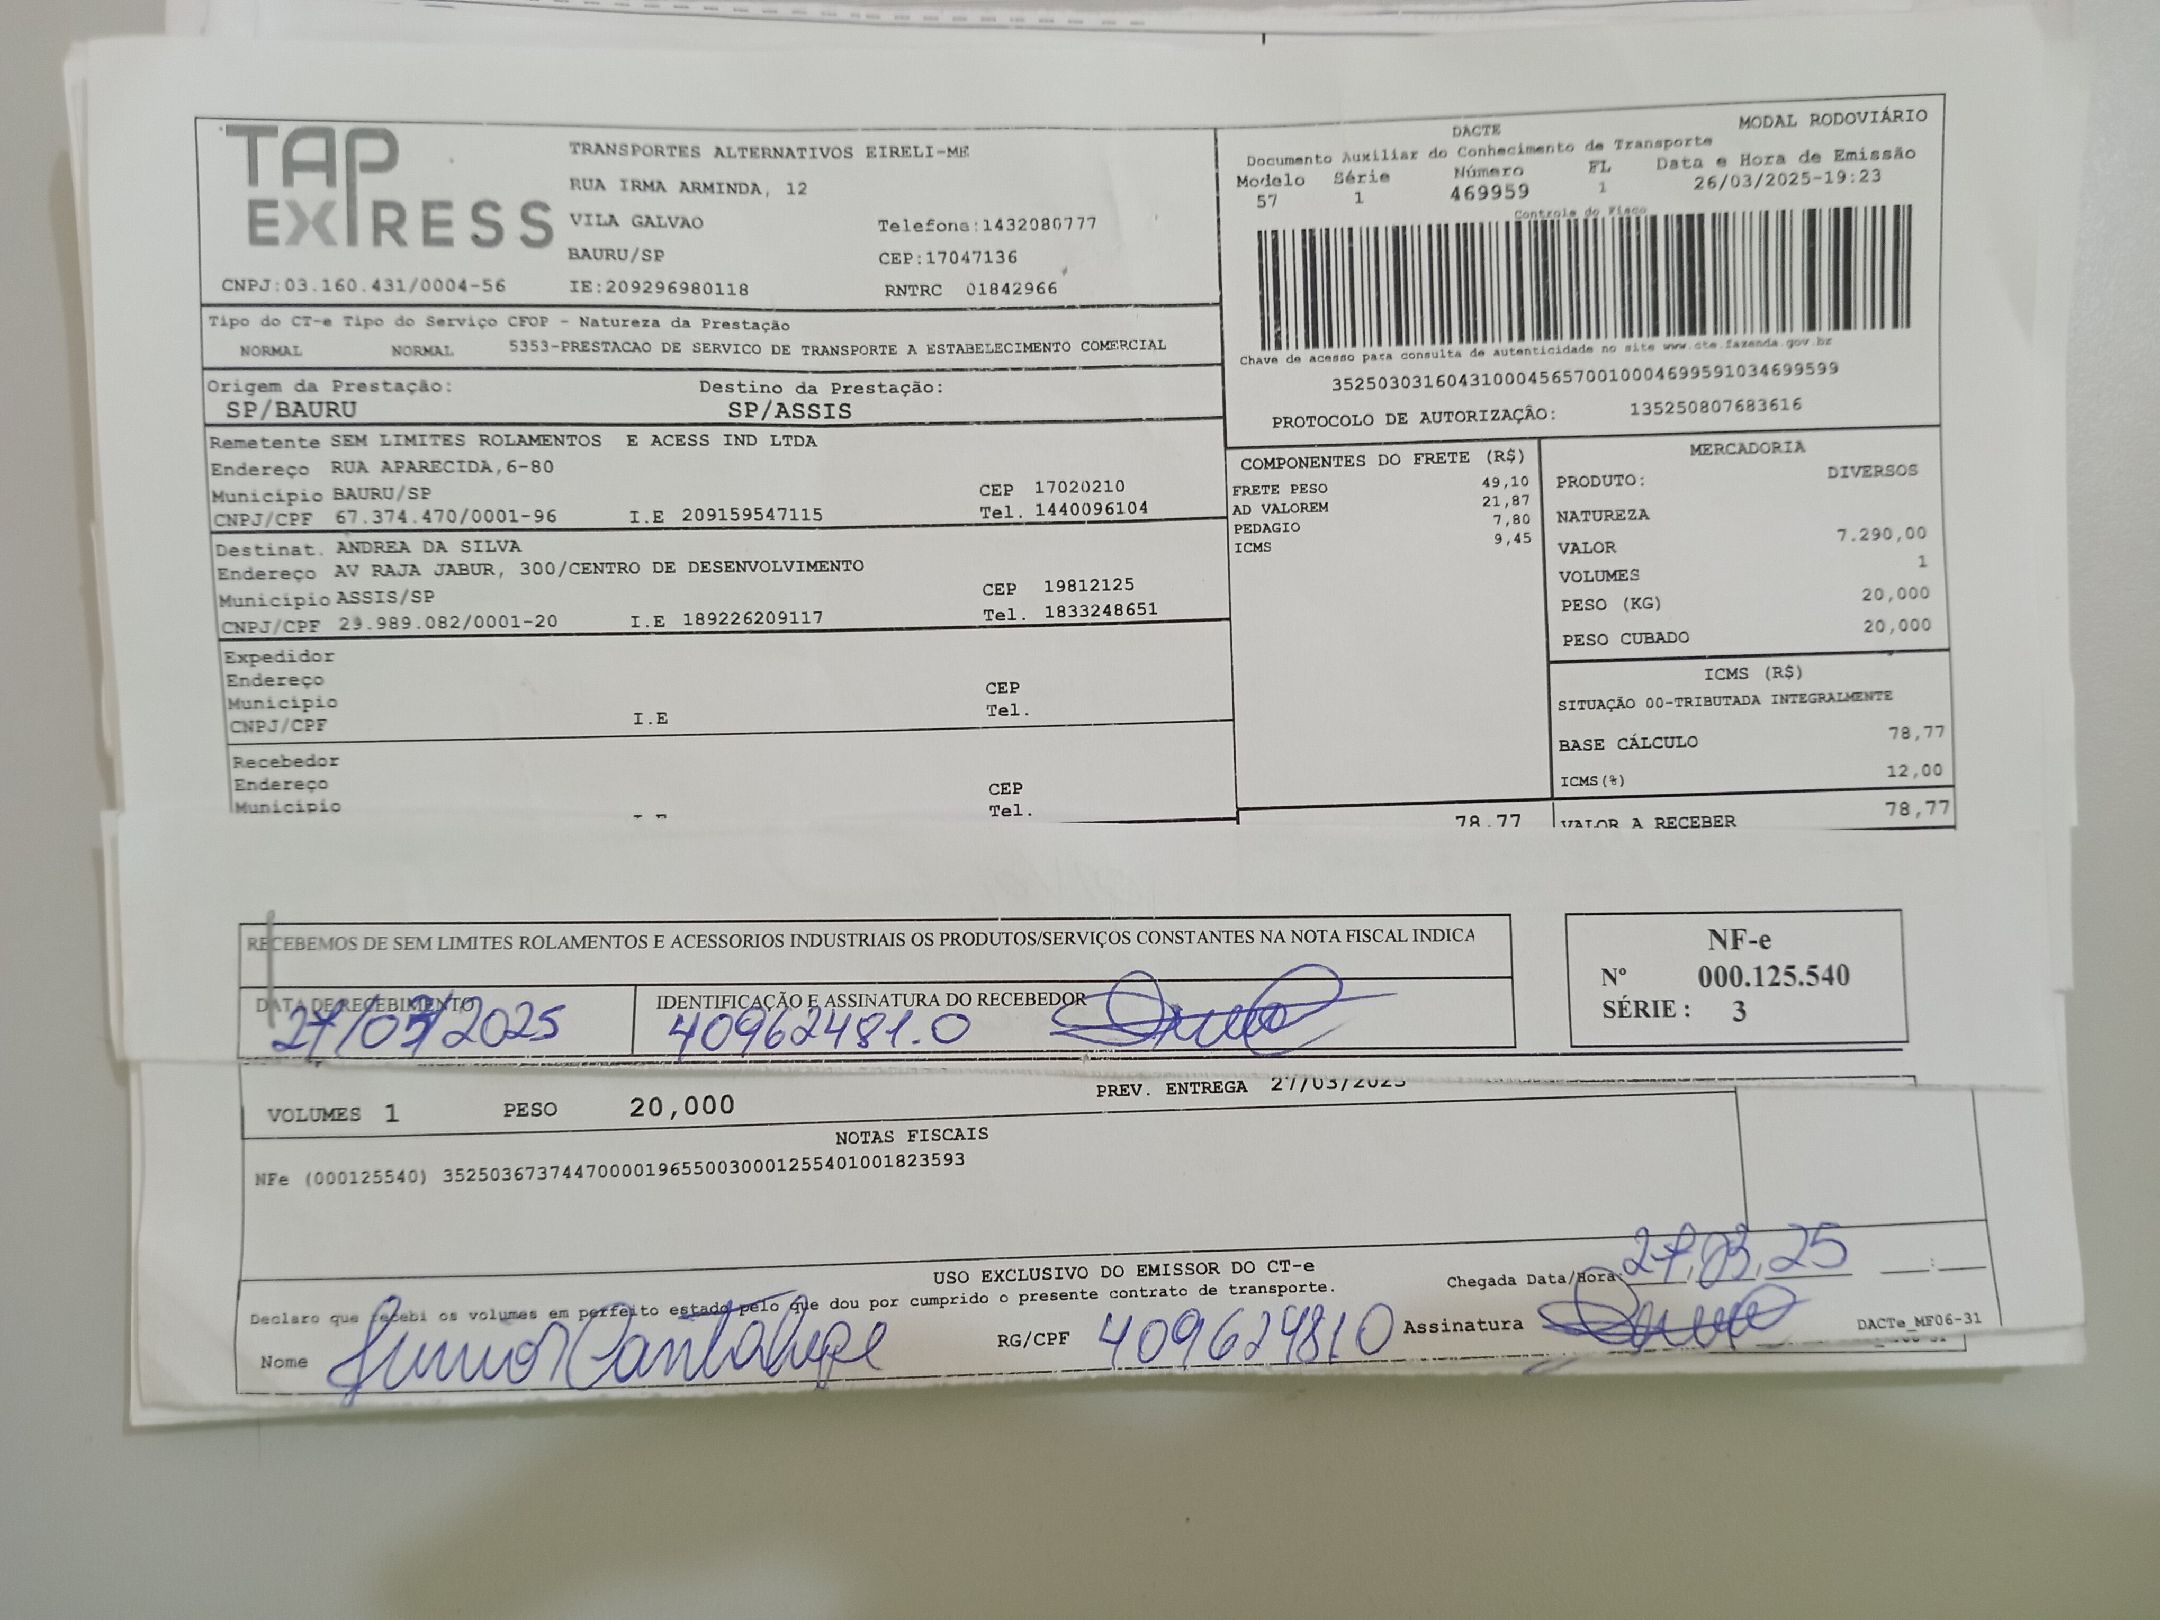 TAP EXPRESS
TRANSPORTES ALTERNATIVOS EIRELI-ME
RUA IRMA ARMINDA, 12
VILA GALVAO Telefone:1432080777
BAURU/SP CEP:17047136
CNPJ:03.160.431/0004-56 IE:209296980118 RNTRC 01842966
DACTE MODAL RODOVIÁRIO
Documento Auxiliar do Conhecimento de Transporte
Modelo Série Número FL Data e Hora de Emissão
57 1 469959 1 26/03/2025-19:23
Controle do Fisco
Chave de acesso para consulta de autenticidade no site www.cte.fazenda.gov.br
35250303160431000456570010004699591034699599
PROTOCOLO DE AUTORIZAÇÃO: 135250807683616
Tipo do CT-e Tipo do Serviço CFOP - Natureza da Prestação
NORMAL NORMAL 5353-PRESTACAO DE SERVICO DE TRANSPORTE A ESTABELECIMENTO COMERCIAL
Origem da Prestação: Destino da Prestação:
SP/BAURU SP/ASSIS
Remetente SEM LIMITES ROLAMENTOS E ACESS IND LTDA
Endereço RUA APARECIDA,6-80
Município BAURU/SP CEP 17020210
CNPJ/CPF 67.374.470/0001-96 I.E 209159547115 Tel. 1440096104
Destinat. ANDREA DA SILVA
Endereço AV RAJA JABUR, 300/CENTRO DE DESENVOLVIMENTO
Município ASSIS/SP CEP 19812125
CNPJ/CPF 29.989.082/0001-20 I.E 189226209117 Tel. 1833248651
Expedidor
Endereço
Município CEP
CNPJ/CPF I.E Tel.
Recebedor
Endereço CEP
Município Tel.
COMPONENTES DO FRETE (R$)
FRETE PESO 49,10
AD VALOREM 21,87
PEDAGIO 7,80
ICMS 9,45
78,77
MERCADORIA
PRODUTO: DIVERSOS
NATUREZA
VALOR 7.290,00
VOLUMES 1
PESO (KG) 20,000
PESO CUBADO 20,000
ICMS (R$)
SITUAÇÃO 00-TRIBUTADA INTEGRALMENTE
BASE CÁLCULO 78,77
ICMS(%) 12,00
VALOR A RECEBER 78,77
RECEBEMOS DE SEM LIMITES ROLAMENTOS E ACESSORIOS INDUSTRIAIS OS PRODUTOS/SERVIÇOS CONSTANTES NA NOTA FISCAL INDICA
DATA DE RECEBIMENTO IDENTIFICAÇÃO E ASSINATURA DO RECEBEDOR
27/03/2025 40962481.0
NF-e
Nº 000.125.540
SÉRIE : 3
VOLUMES 1 PESO 20,000 PREV. ENTREGA 27/03/2025
NOTAS FISCAIS
NFe (000125540) 35250367374470000196550030001255401001823593
USO EXCLUSIVO DO EMISSOR DO CT-e
Chegada Data/Hora: 27,03,25 :
Declaro que recebi os volumes em perfeito estado pelo que dou por cumprido o presente contrato de transporte.
Nome Junior RG/CPF 409624810 Assinatura DACTe_MF06-31